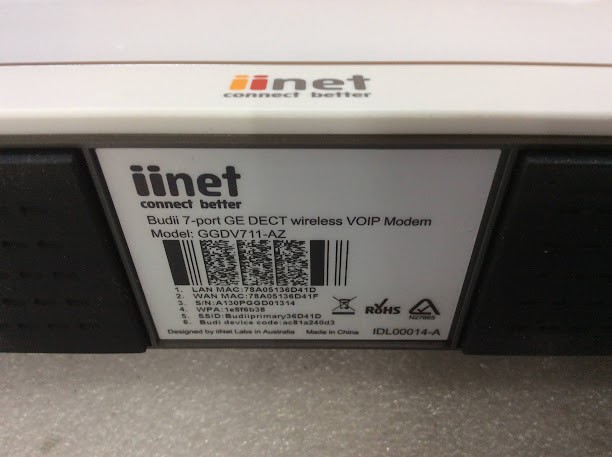 iinet
connect better
iinet
connect better
Budii 7-port GE DECT wireless VOIP Modem
Model: GGDV711-AZ
1. LAN MAC:78A05136D41D
2. WAN MAC:78A05136D41F
3. S/N:A130PGGD01314
4. WPA:1e6f6b38
5. SSID:Budiiprimary36D41D
6. Budi device code:ac81a240d3
RoHS
N27865
Designed by iiNet Labs in Australia Made in China IDL00014-A